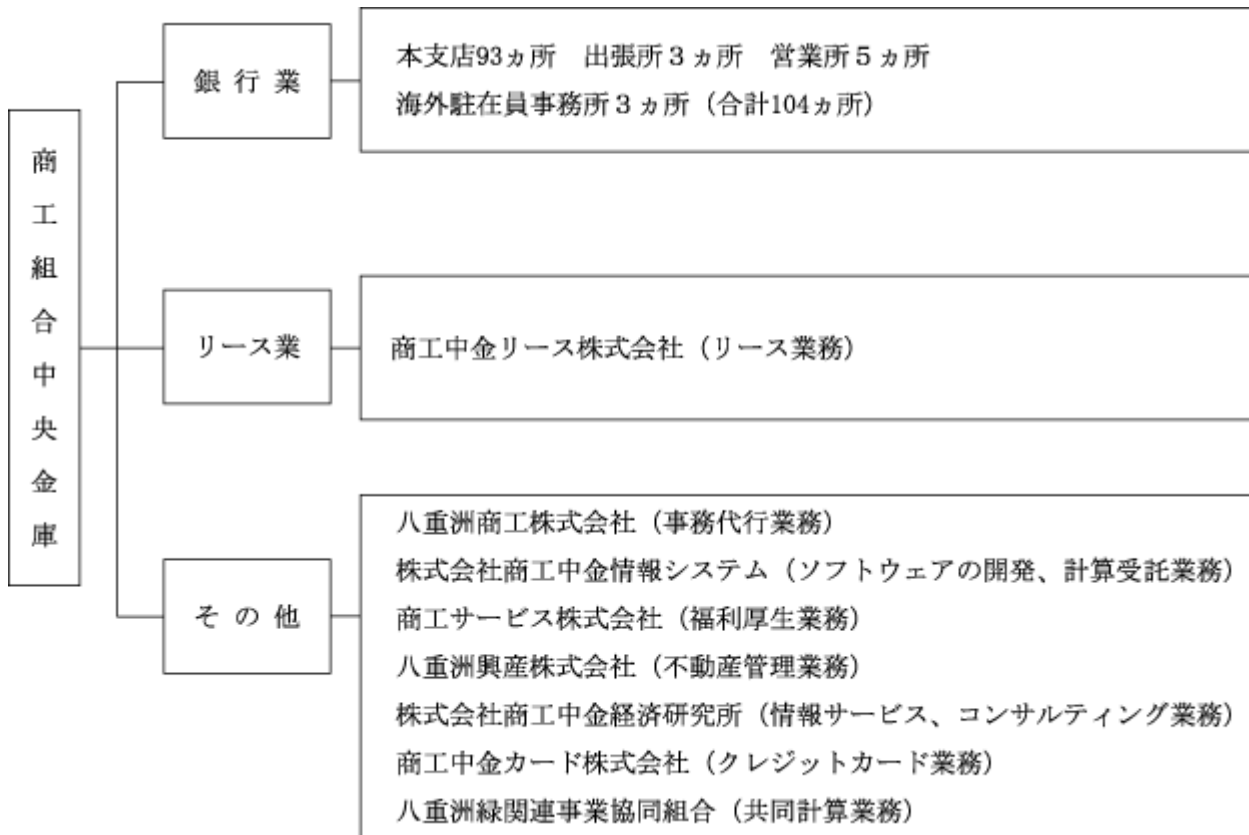 商工組合中央金庫
銀行業
本支店93ヵ所　出張所３ヵ所　営業所５ヵ所
海外駐在員事務所３ヵ所（合計104ヵ所）
リース業
商工中金リース株式会社（リース業務）
その他
八重洲商工株式会社（事務代行業務）
株式会社商工中金情報システム（ソフトウェアの開発、計算受託業務）
商工サービス株式会社（福利厚生業務）
八重洲興産株式会社（不動産管理業務）
株式会社商工中金経済研究所（情報サービス、コンサルティング業務）
商工中金カード株式会社（クレジットカード業務）
八重洲緑関連事業協同組合（共同計算業務）